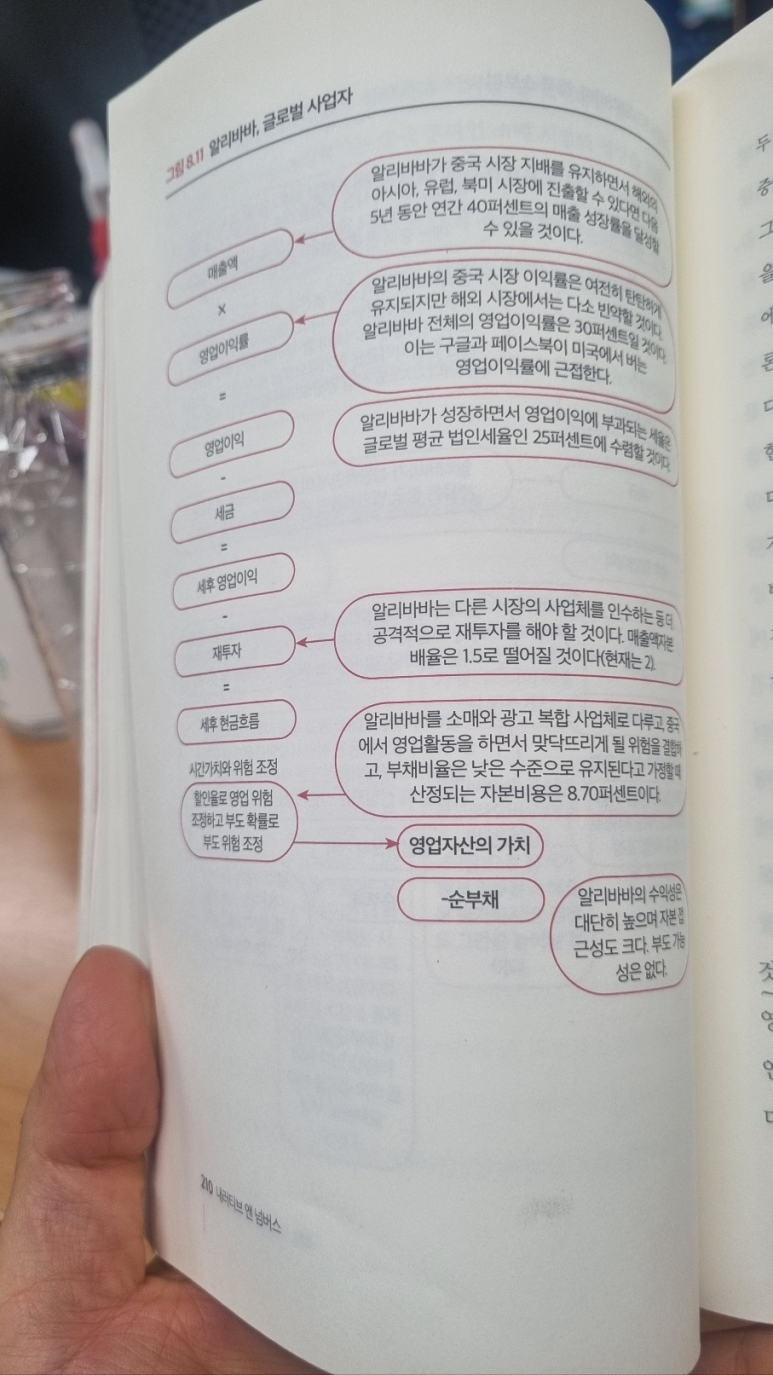 그림 8.11 알리바바, 글로벌 사업자
알리바바가 중국 시장 지배를 유지하면서 해외의
아시아, 유럽, 북미 시장에 진출할 수 있다면 다음
5년 동안 연간 40퍼센트의 매출 성장률을 달성할
수 있을 것이다.
매출액
×
알리바바의 중국 시장 이익률은 여전히 탄탄하게
유지되지만 해외 시장에서는 다소 빈약할 것이다.
알리바바 전체의 영업이익률은 30퍼센트일 것이다.
이는 구글과 페이스북이 미국에서 버는
영업이익률에 근접한다.
영업이익률
=
알리바바가 성장하면서 영업이익에 부과되는 세율은
글로벌 평균 법인세율인 25퍼센트에 수렴할 것이다.
영업이익
-
세금
=
세후 영업이익
-
알리바바는 다른 시장의 사업체를 인수하는 등 더
공격적으로 재투자를 해야 할 것이다. 매출액자본
배율은 1.5로 떨어질 것이다(현재는 2).
재투자
=
세후 현금흐름
알리바바를 소매와 광고 복합 사업체로 다루고, 중국
에서 영업활동을 하면서 맞닥뜨리게 될 위험을 결합하
고, 부채비율은 낮은 수준으로 유지된다고 가정할 때
산정되는 자본비용은 8.70퍼센트이다.
시간가치와 위험 조정
할인율로 영업 위험
조정하고 부도 확률로
부도 위험 조정
영업자산의 가치
-순부채
알리바바의 수익성은
대단히 높으며 자본 접
근성도 크다. 부도 가능
성은 없다.
210 내러티브 앤 넘버스